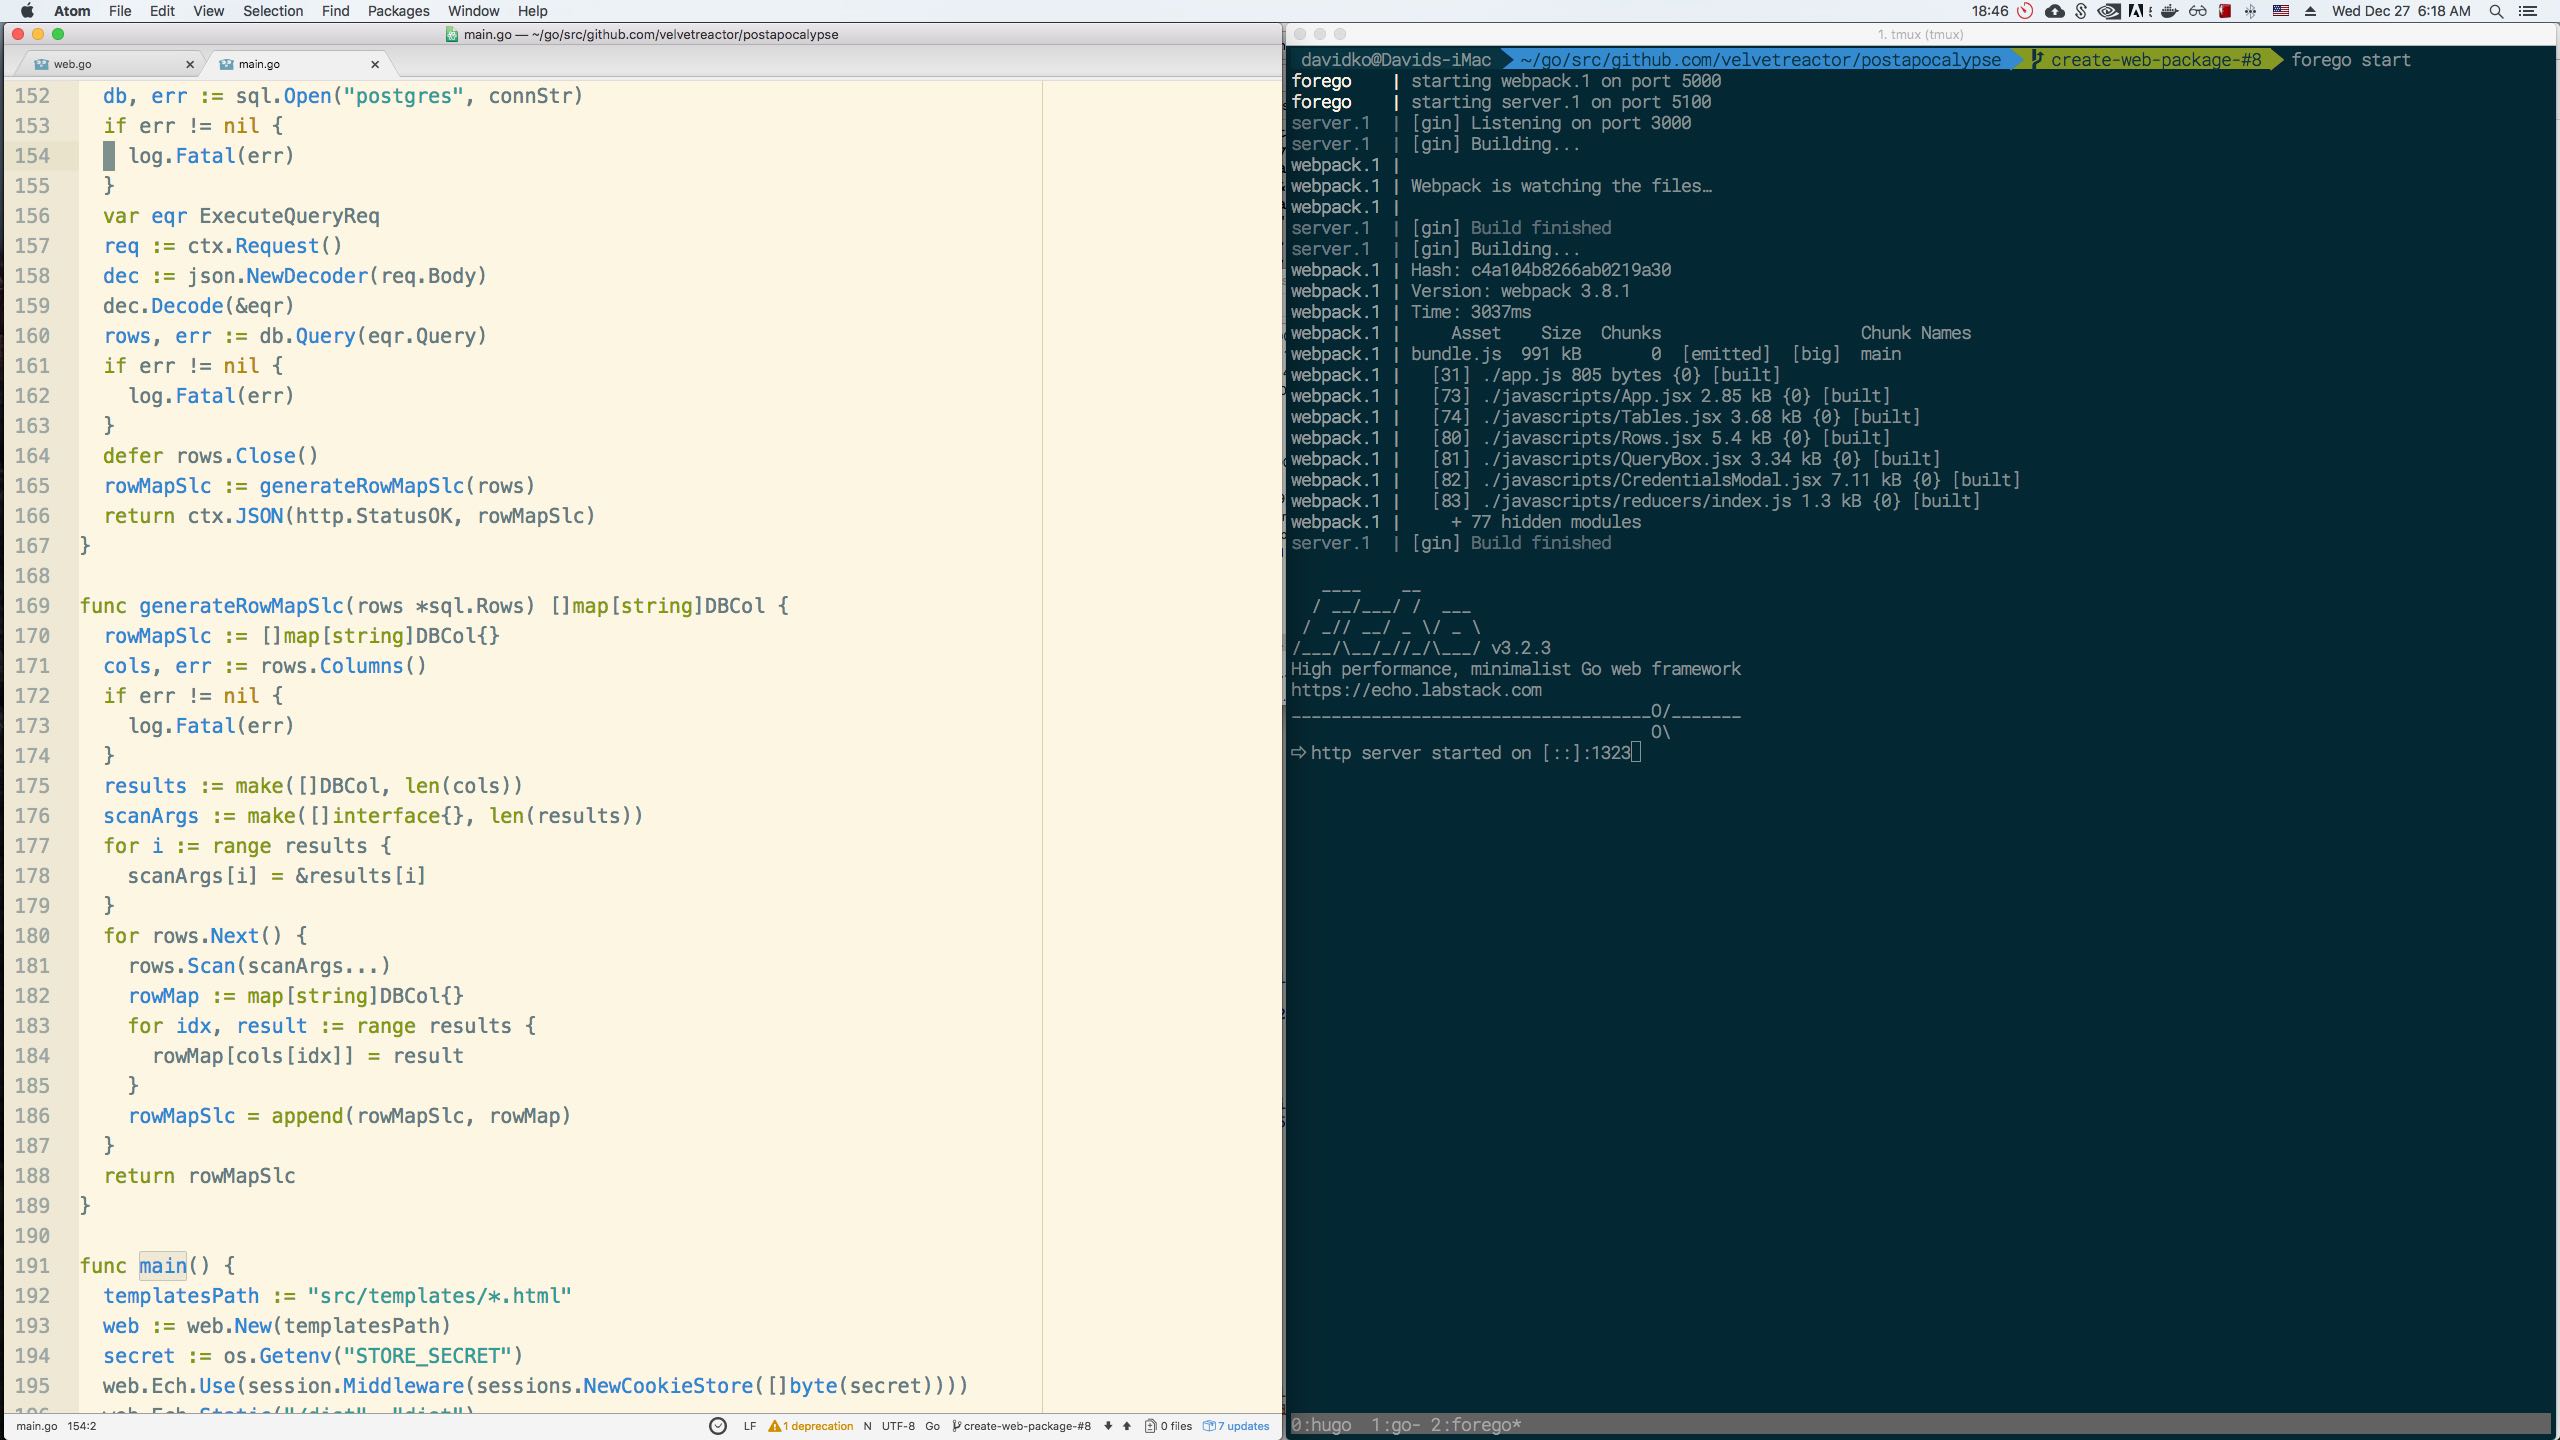 Atom File Edit View Selection Find Packages Window Help
18:46 Wed Dec 27 6:18 AM
main.go — ~/go/src/github.com/velvetreactor/postapocalypse
web.go
main.go
152 db, err := sql.Open("postgres", connStr)
153 if err != nil {
154 log.Fatal(err)
155 }
156 var eqr ExecuteQueryReq
157 req := ctx.Request()
158 dec := json.NewDecoder(req.Body)
159 dec.Decode(&eqr)
160 rows, err := db.Query(eqr.Query)
161 if err != nil {
162 log.Fatal(err)
163 }
164 defer rows.Close()
165 rowMapSlc := generateRowMapSlc(rows)
166 return ctx.JSON(http.StatusOK, rowMapSlc)
167 }
168
169 func generateRowMapSlc(rows *sql.Rows) []map[string]DBCol {
170 rowMapSlc := []map[string]DBCol{}
171 cols, err := rows.Columns()
172 if err != nil {
173 log.Fatal(err)
174 }
175 results := make([]DBCol, len(cols))
176 scanArgs := make([]interface{}, len(results))
177 for i := range results {
178 scanArgs[i] = &results[i]
179 }
180 for rows.Next() {
181 rows.Scan(scanArgs...)
182 rowMap := map[string]DBCol{}
183 for idx, result := range results {
184 rowMap[cols[idx]] = result
185 }
186 rowMapSlc = append(rowMapSlc, rowMap)
187 }
188 return rowMapSlc
189 }
190
191 func main() {
192 templatesPath := "src/templates/*.html"
193 web := web.New(templatesPath)
194 secret := os.Getenv("STORE_SECRET")
195 web.Ech.Use(session.Middleware(sessions.NewCookieStore([]byte(secret))))
main.go 154:2 LF 1 deprecation N UTF-8 Go create-web-package-#8 0 files 7 updates
1. tmux (tmux)
davidko@Davids-iMac ~/go/src/github.com/velvetreactor/postapocalypse create-web-package-#8 forego start
forego | starting webpack.1 on port 5000
forego | starting server.1 on port 5100
server.1 | [gin] Listening on port 3000
server.1 | [gin] Building...
webpack.1 |
webpack.1 | Webpack is watching the files…
webpack.1 |
server.1 | [gin] Build finished
server.1 | [gin] Building...
webpack.1 | Hash: c4a104b8266ab0219a30
webpack.1 | Version: webpack 3.8.1
webpack.1 | Time: 3037ms
webpack.1 | Asset Size Chunks Chunk Names
webpack.1 | bundle.js 991 kB 0 [emitted] [big] main
webpack.1 | [31] ./app.js 805 bytes {0} [built]
webpack.1 | [73] ./javascripts/App.jsx 2.85 kB {0} [built]
webpack.1 | [74] ./javascripts/Tables.jsx 3.68 kB {0} [built]
webpack.1 | [80] ./javascripts/Rows.jsx 5.4 kB {0} [built]
webpack.1 | [81] ./javascripts/QueryBox.jsx 3.34 kB {0} [built]
webpack.1 | [82] ./javascripts/CredentialsModal.jsx 7.11 kB {0} [built]
webpack.1 | [83] ./javascripts/reducers/index.js 1.3 kB {0} [built]
webpack.1 | + 77 hidden modules
server.1 | [gin] Build finished
   ____    __
  / __/___/ /  ___
 / _// __/ _ \/ _ \
/___/\__/_//_/\___/ v3.2.3
High performance, minimalist Go web framework
https://echo.labstack.com
____________________________________O/_______
                                    O\
⇨ http server started on [::]:1323
0:hugo 1:go- 2:forego*